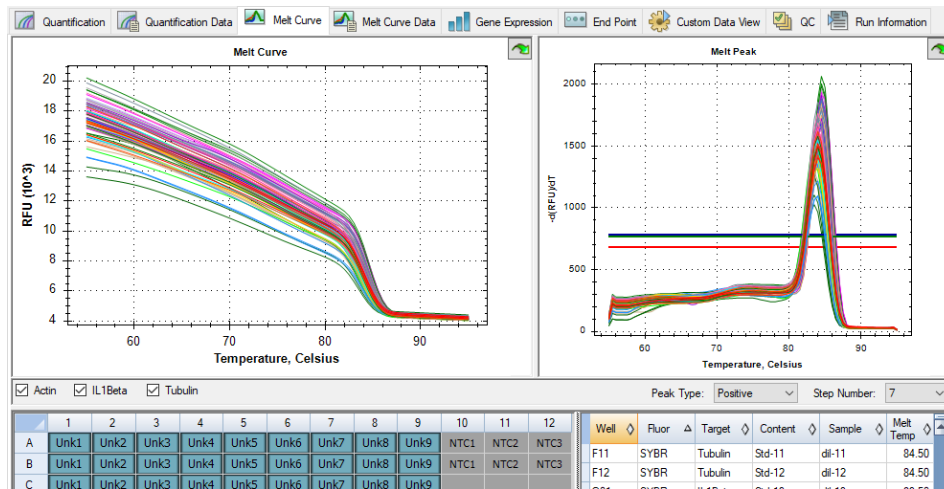 Quantification Quantification Data Melt Curve Melt Curve Data Gene Expression End Point Custom Data View QC Run Information
Melt Curve
20
18
16
14
12
10
8
6
4
RFU (10^3)
60 70 80 90
Temperature, Celsius
Melt Peak
2000
1500
1000
500
0
-d(RFU)/dT
60 70 80 90
Temperature, Celsius
Actin IL1Beta Tubulin
Peak Type: Positive Step Number: 7
1 2 3 4 5 6 7 8 9 10 11 12
A Unk1 Unk2 Unk3 Unk4 Unk5 Unk6 Unk7 Unk8 Unk9 NTC1 NTC2 NTC3
B Unk1 Unk2 Unk3 Unk4 Unk5 Unk6 Unk7 Unk8 Unk9 NTC1 NTC2 NTC3
C Unk1 Unk2 Unk3 Unk4 Unk5 Unk6 Unk7 Unk8 Unk9
Well Fluor Target Content Sample Melt Temp
F11 SYBR Tubulin Std-11 dil-11 84.50
F12 SYBR Tubulin Std-12 dil-12 84.50